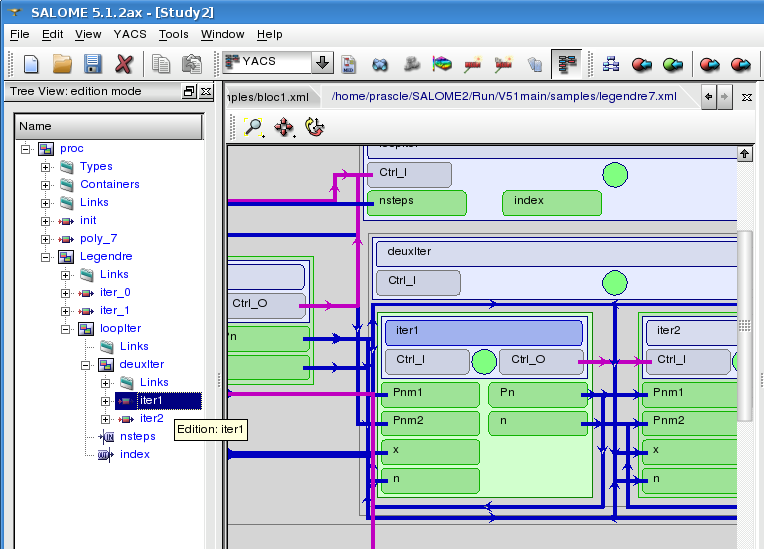 SALOME 5.1.2ax - [Study2]
File Edit View YACS Tools Window Help
YACS
Tree View: edition mode
Name
proc
Types
Containers
Links
init
poly_7
Legendre
Links
iter_0
iter_1
loopIter
Links
deuxIter
Links
iter1
iter2
nsteps
index
Edition: iter1
nples/bloc1.xml
/home/prascle/SALOME2/Run/V51main/samples/legendre7.xml
Ctrl_I
nsteps index
deuxIter
Ctrl_I
Ctrl_O
Pn
iter1
Ctrl_I Ctrl_O
Pnm1 Pn
Pnm2 n
x
n
iter2
Ctrl_I
Pnm1
Pnm2
x
n